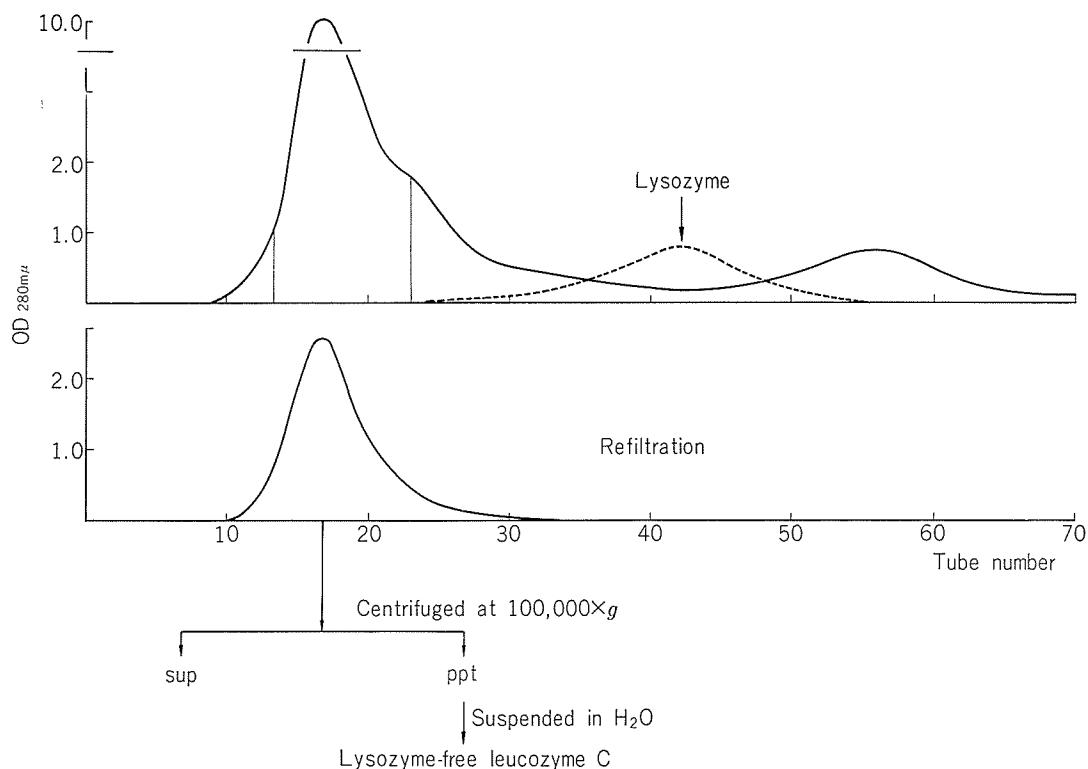 10.0
2.0
1.0
Lysozyme
OD 280mμ
2.0
1.0
Refiltration
10 20 30 40 50 60 70
Tube number
Centrifuged at 100,000×g
sup ppt
Suspended in H₂O
Lysozyme-free leucozyme C